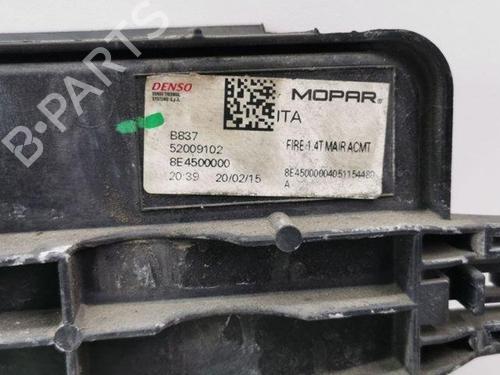 DENSO
DENSO THERMAL
SYSTEMS S.p.A.
MOPAR
ITA
B837
52009102
8E4500000
20:39 20/02/15
FIRE 1.4T MAIR ACMT
A
B-PARTS